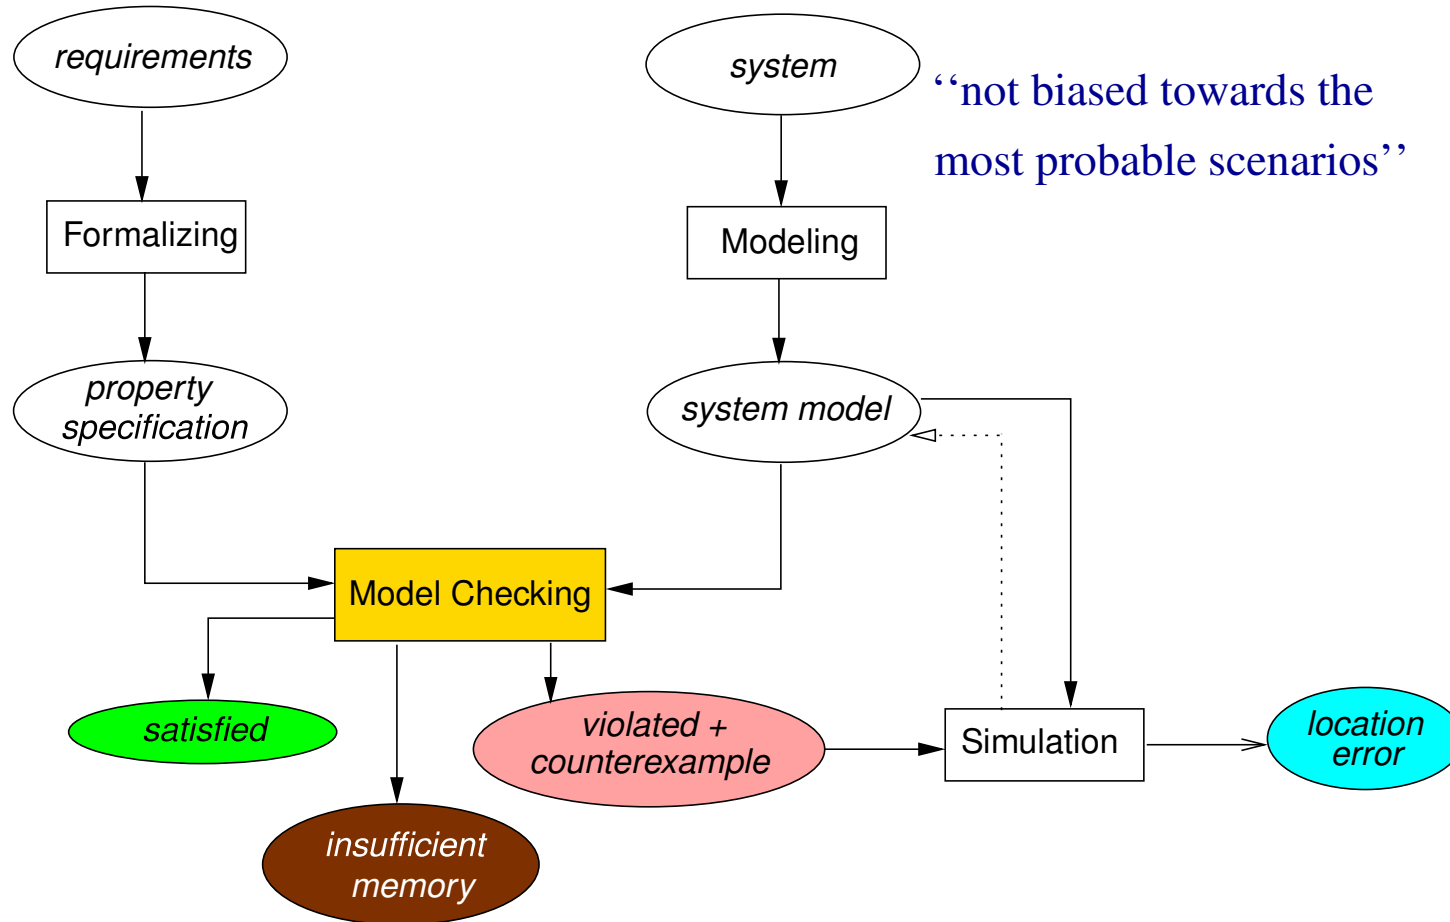 requirements
system
‘‘not biased towards the
most probable scenarios’’
Formalizing
Modeling
property
specification
system model
Model Checking
satisfied
violated +
counterexample
Simulation
location
error
insufficient
memory